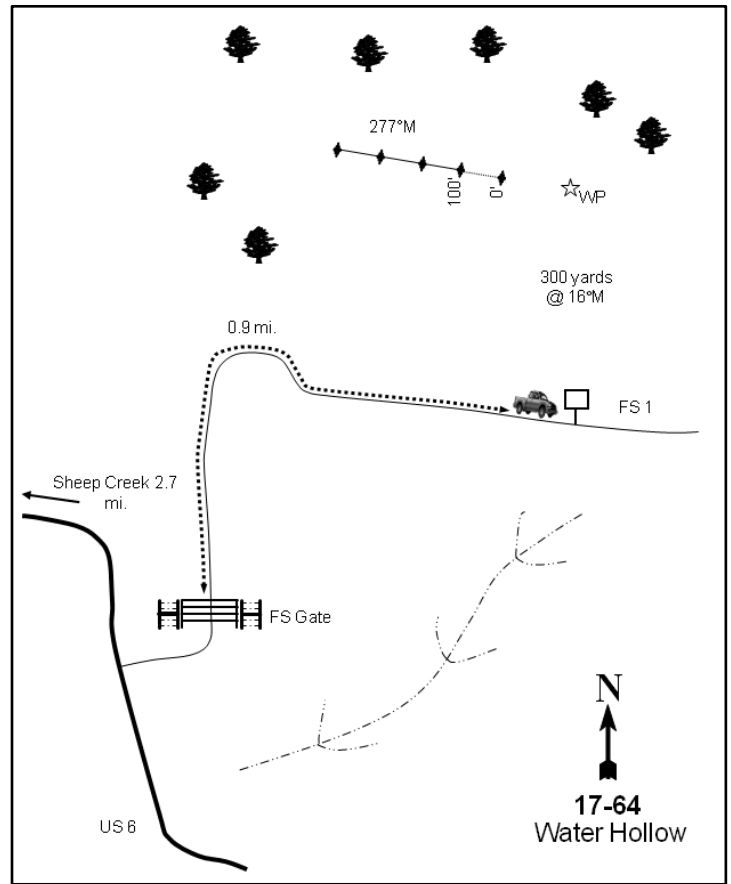 277°M
100'
0'
WP
300 yards
@ 16°M
0.9 mi.
FS 1
Sheep Creek 2.7
mi.
FS Gate
N
17-64
Water Hollow
US 6